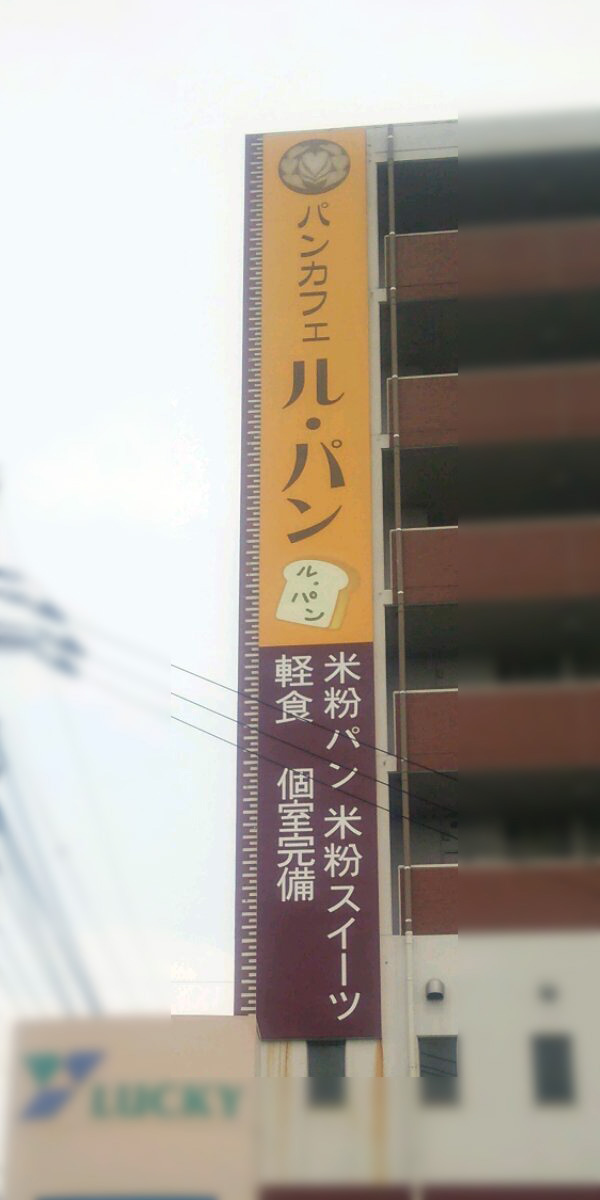 パンカフェ
ル・パン
ル・パン
米粉パン 米粉スイーツ
軽食 個室完備
LUCKY